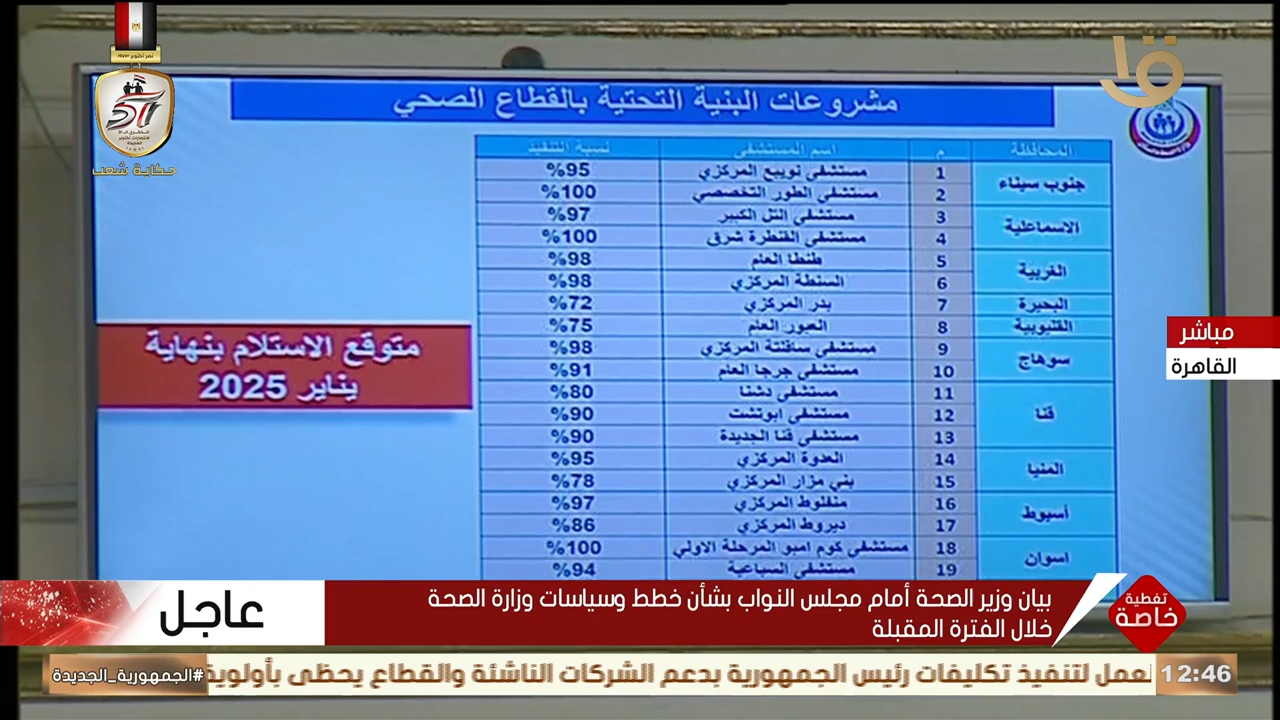 نصر أكتوبر
حكاية شعب
مشروعات البنية التحتية بالقطاع الصحي
المحافظة م اسم المستشفى نسبة التنفيذ
جنوب سيناء 1 مستشفى نويبع المركزي %95
2 مستشفى الطور التخصصي %100
الاسماعلية 3 مستشفى التل الكبير %97
4 مستشفى القنطرة شرق %100
الغربية 5 طنطا العام %98
6 السنطة المركزي %98
البحيرة 7 بدر المركزي %72
القليوبية 8 العبور العام %75
سوهاج 9 مستشفى ساقلتة المركزي %98
10 مستشفى جرجا العام %91
قنا 11 مستشفى دشنا %80
12 مستشفى ابوتشت %90
13 مستشفى قنا الجديدة %90
المنيا 14 العدوة المركزي %95
15 بني مزار المركزي %78
أسيوط 16 منفلوط المركزي %97
17 ديروط المركزي %86
اسوان 18 مستشفى كوم امبو المرحلة الاولي %100
19 مستشفى السباعية %94
متوقع الاستلام بنهاية
يناير 2025
مباشر
القاهرة
تغطية
خاصة
بيان وزير الصحة أمام مجلس النواب بشأن خطط وسياسات وزارة الصحة
خلال الفترة المقبلة
عاجل
12:46
لعمل لتنفيذ تكليفات رئيس الجمهورية بدعم الشركات الناشئة والقطاع يحظى بأولوية
#الجمهورية_الجديدة